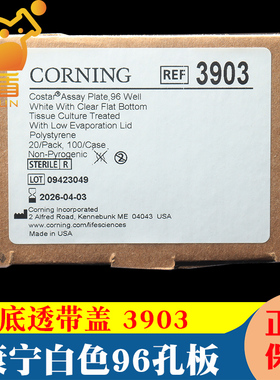 CORNING
REF 3903
Costar® Assay Plate, 96 Well
White With Clear Flat Bottom
Tissue Culture Treated
With Low Evaporation Lid
Polystyrene
20/Pack, 100/Case
Non-Pyrogenic
STERILE R
LOT 09423049
2026-04-03
Corning Incorporated
2 Alfred Road, Kennebunk ME 04043 USA
www.corning.com/lifesciences
Made in USA
底透带盖 3903
康宁白色96孔板
正